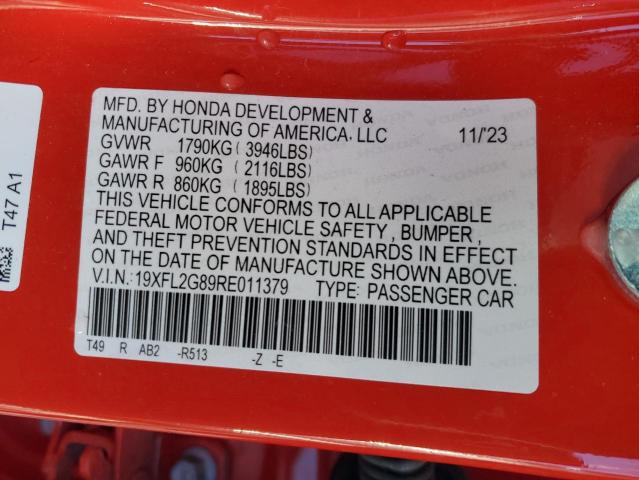 MFD. BY HONDA DEVELOPMENT &
MANUFACTURING OF AMERICA, LLC 11/'23
GVWR 1790KG ( 3946LBS)
GAWR F 960KG ( 2116LBS)
GAWR R 860KG ( 1895LBS)
THIS VEHICLE CONFORMS TO ALL APPLICABLE
FEDERAL MOTOR VEHICLE SAFETY , BUMPER ,
AND THEFT PREVENTION STANDARDS IN EFFECT
ON THE DATE OF MANUFACTURE SHOWN ABOVE.
V.I.N.:19XFL2G89RE011379 TYPE: PASSENGER CAR
T49 R AB2 -R513 -Z -E
T47 A1